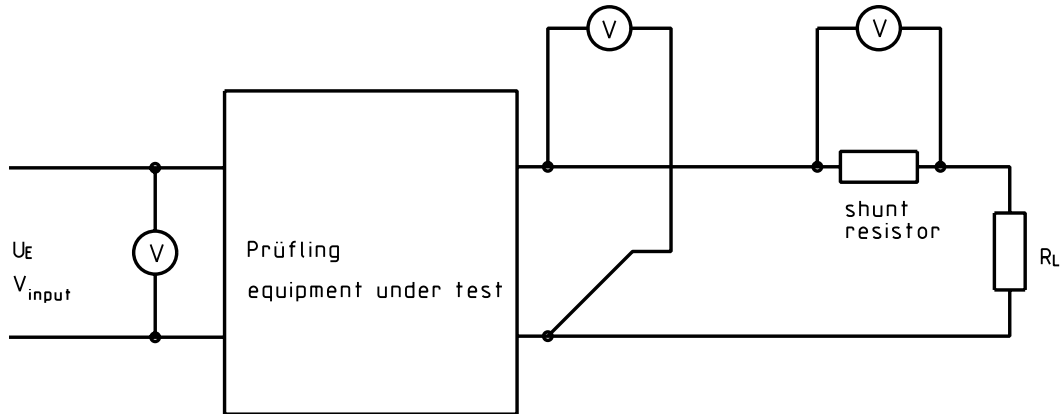 V
V
V
UE
Vinput
Prüfling
equipment under test
shunt
resistor
RL